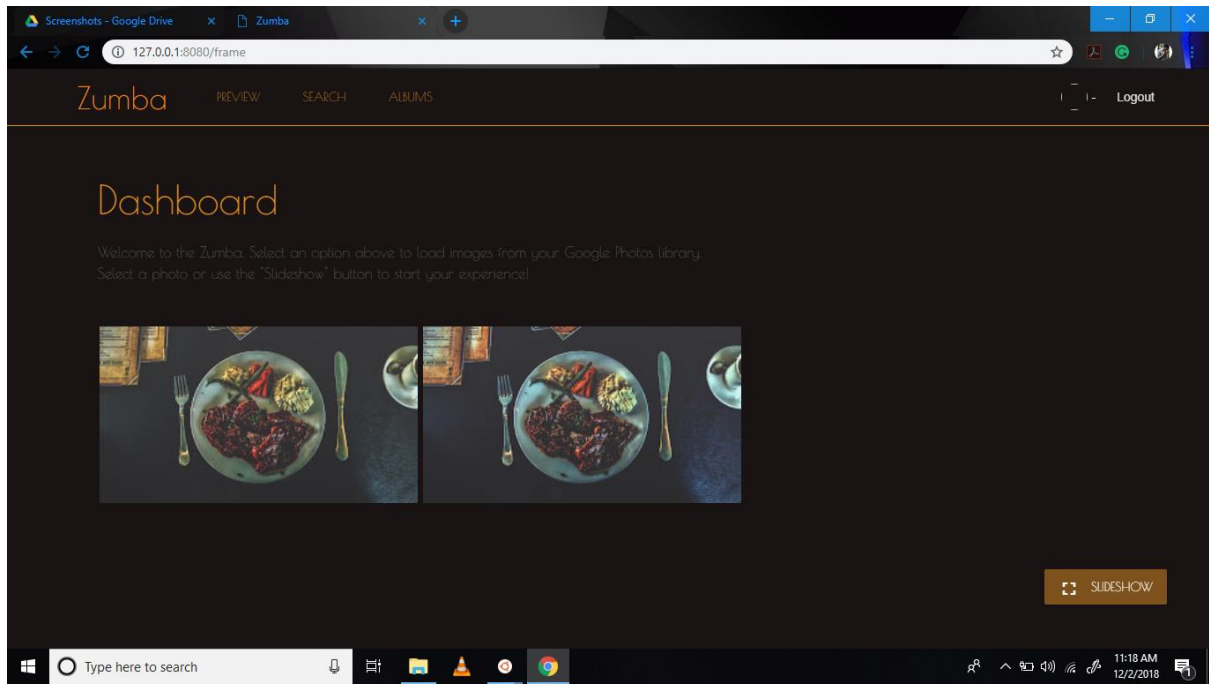 Screenshots - Google Drive
Zumba
127.0.0.1:8080/frame
Zumba
PREVIEW
SEARCH
ALBUMS
Logout
Dashboard
Welcome to the Zumba. Select an option above to load images from your Google Photos library.
Select a photo or use the "Slideshow" button to start your experience!
SLIDESHOW
Type here to search
11:18 AM
12/2/2018